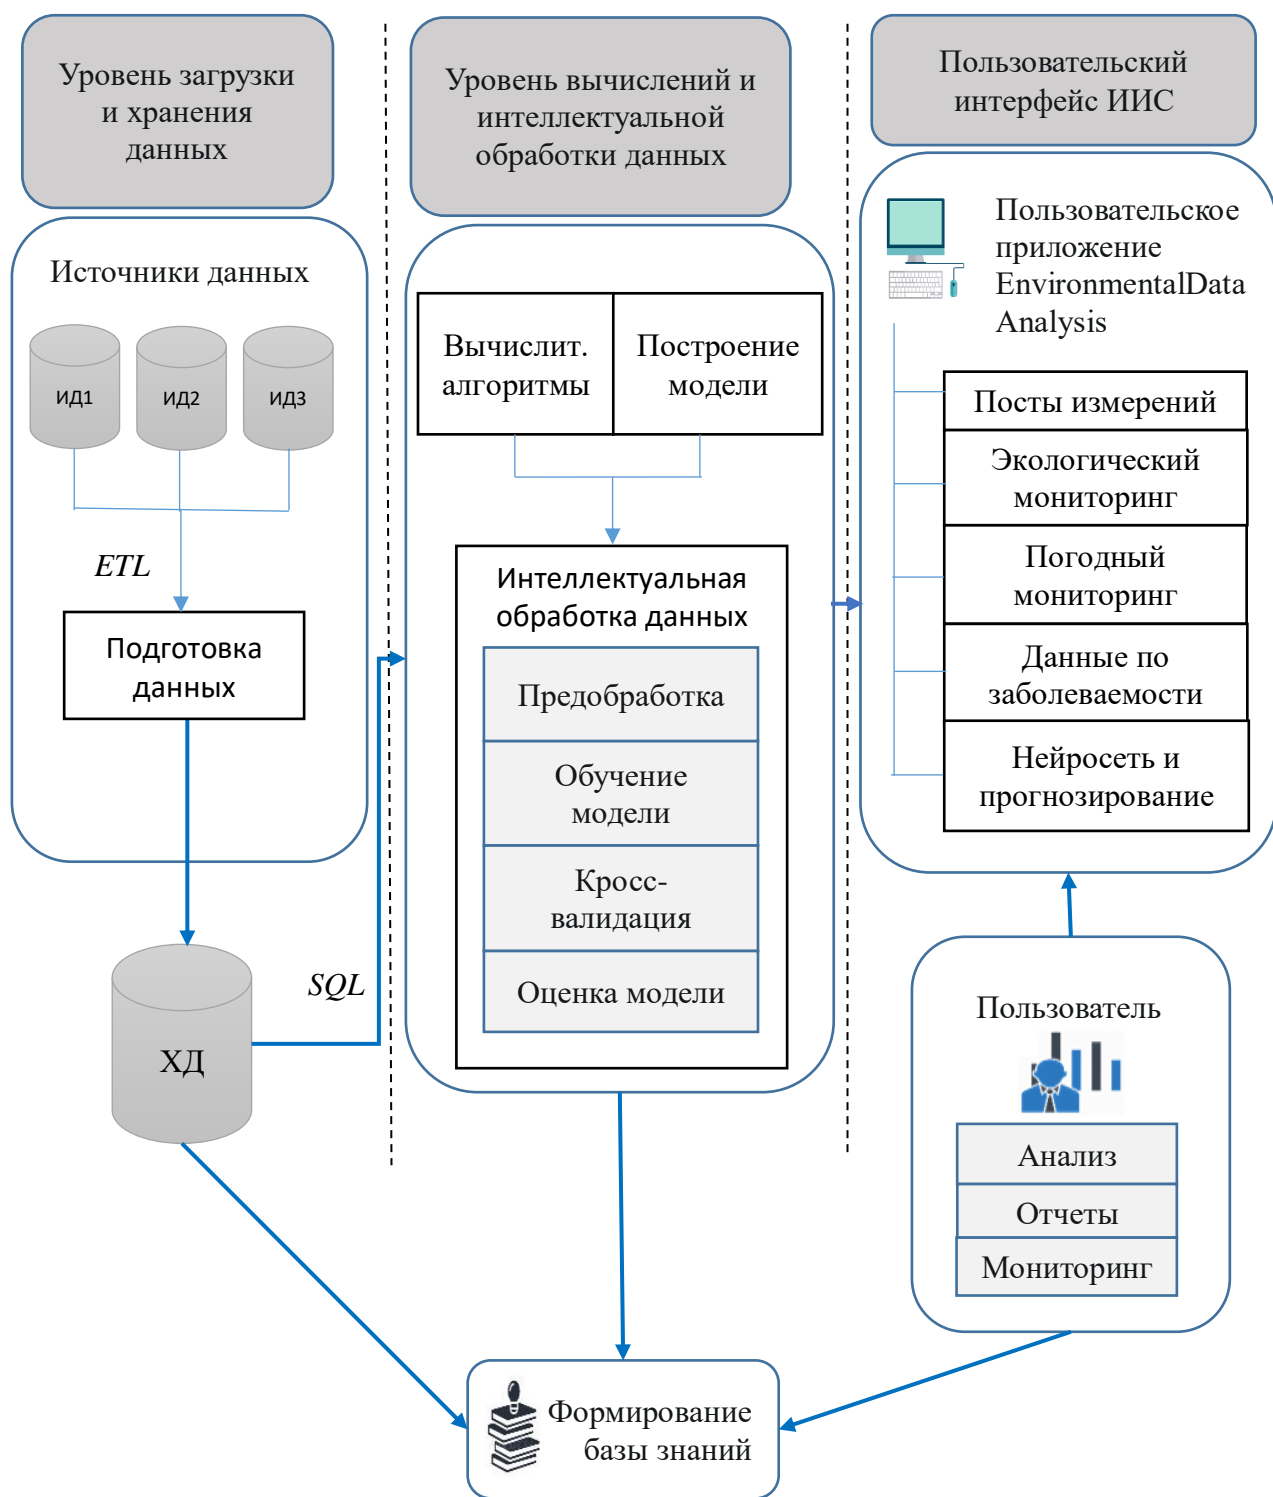 Уровень загрузки
и хранения
данных
Источники данных
ИД1
ИД2
ИД3
ETL
Подготовка
данных
ХД
SQL
Уровень вычислений и
интеллектуальной
обработки данных
Вычислит.
алгоритмы
Построение
модели
Интеллектуальная
обработка данных
Предобработка
Обучение
модели
Кросс-
валидация
Оценка модели
Пользовательский
интерфейс ИИС
Пользовательское
приложение
EnvironmentalData
Analysis
Посты измерений
Экологический
мониторинг
Погодный
мониторинг
Данные по
заболеваемости
Нейросеть и
прогнозирование
Пользователь
Анализ
Отчеты
Мониторинг
Формирование
базы знаний